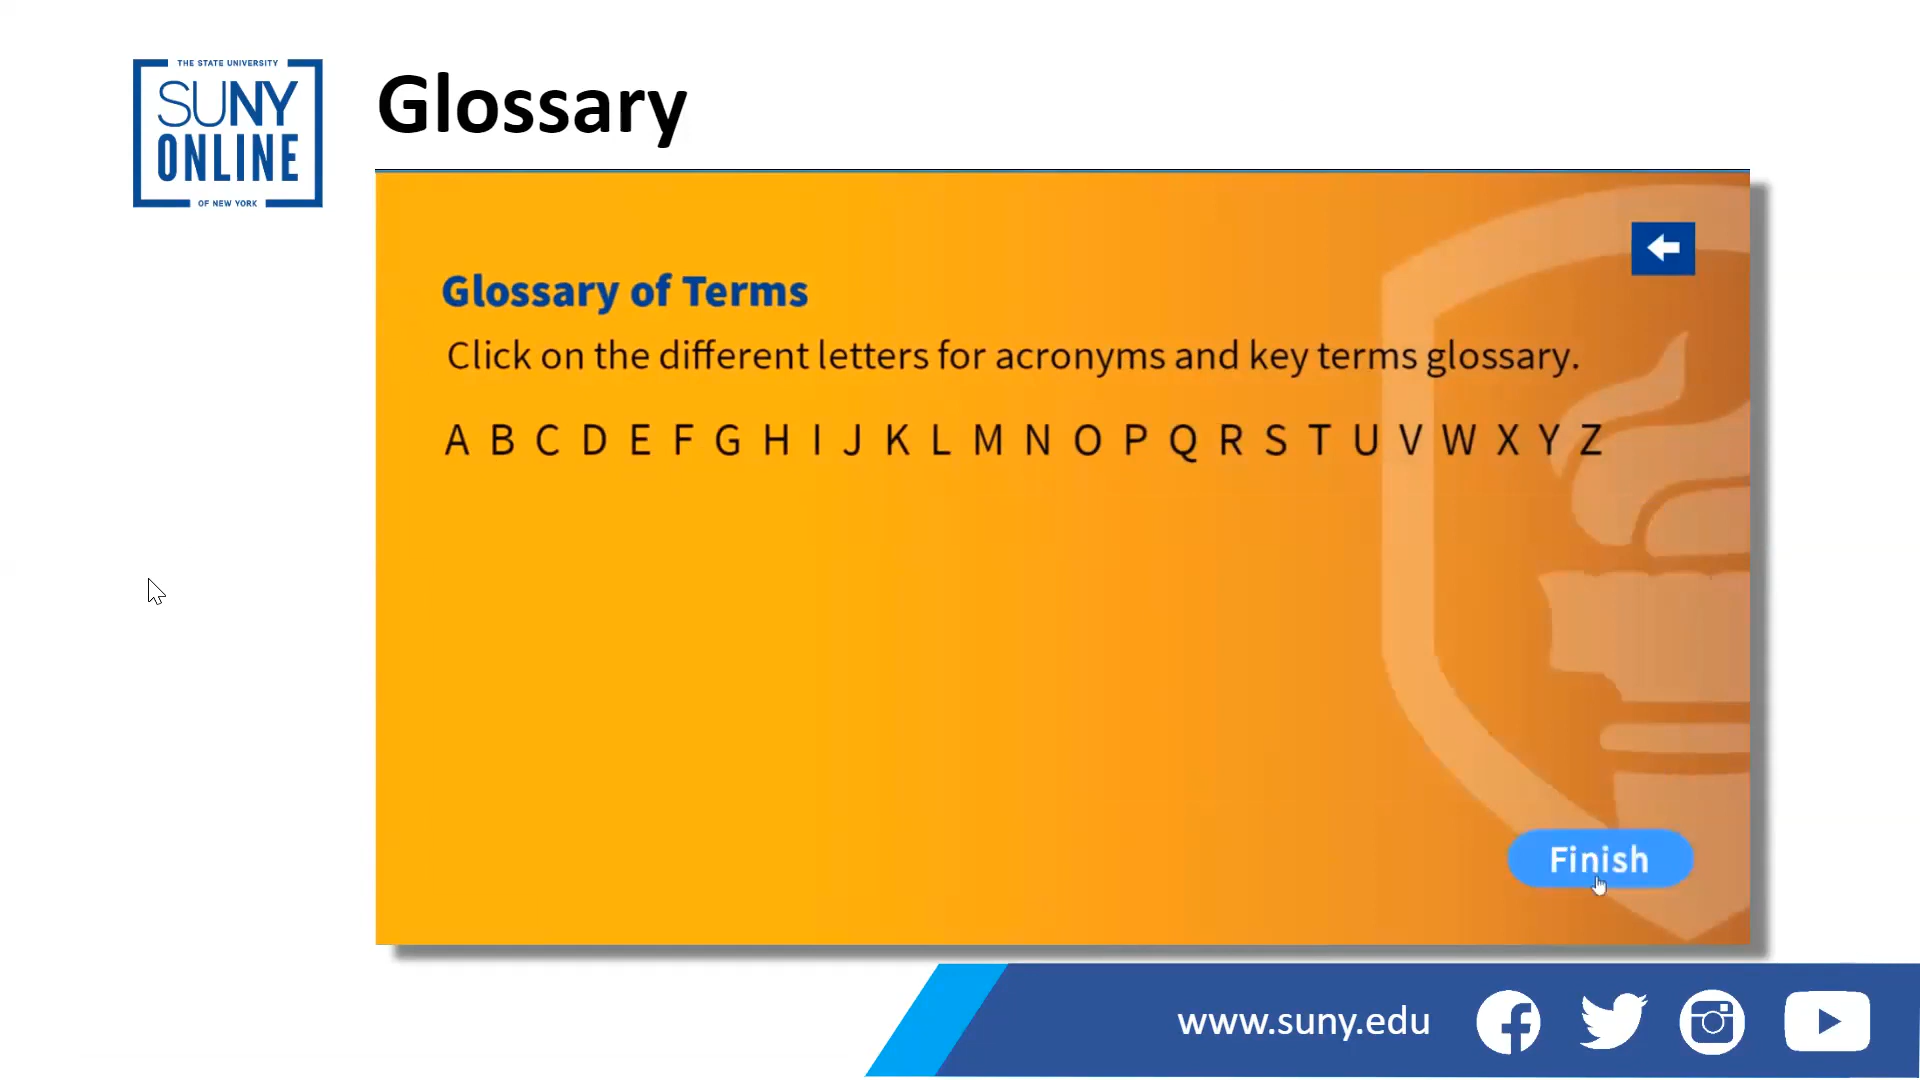 THE STATE UNIVERSITY
SUNY
ONLINE
OF NEW YORK
Glossary
Glossary of Terms
Click on the different letters for acronyms and key terms glossary.
A B C D E F G H I J K L M N O P Q R S T U V W X Y Z
Finish
www.suny.edu